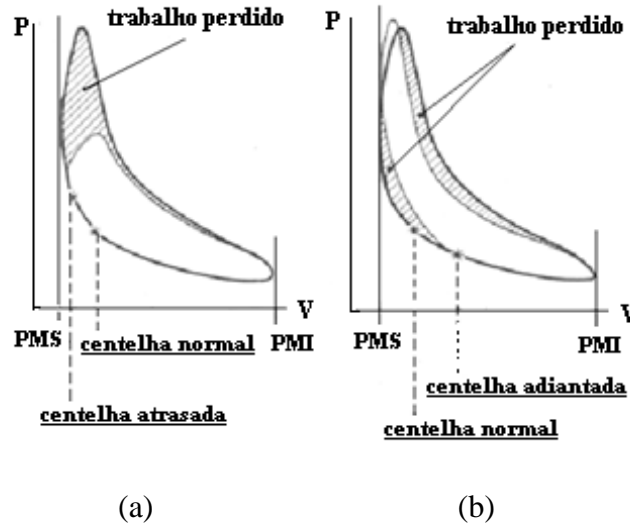 P
trabalho perdido
V
PMS
centelha normal
PMI
centelha atrasada
(a)
P
trabalho perdido
V
PMS
PMI
centelha adiantada
centelha normal
(b)